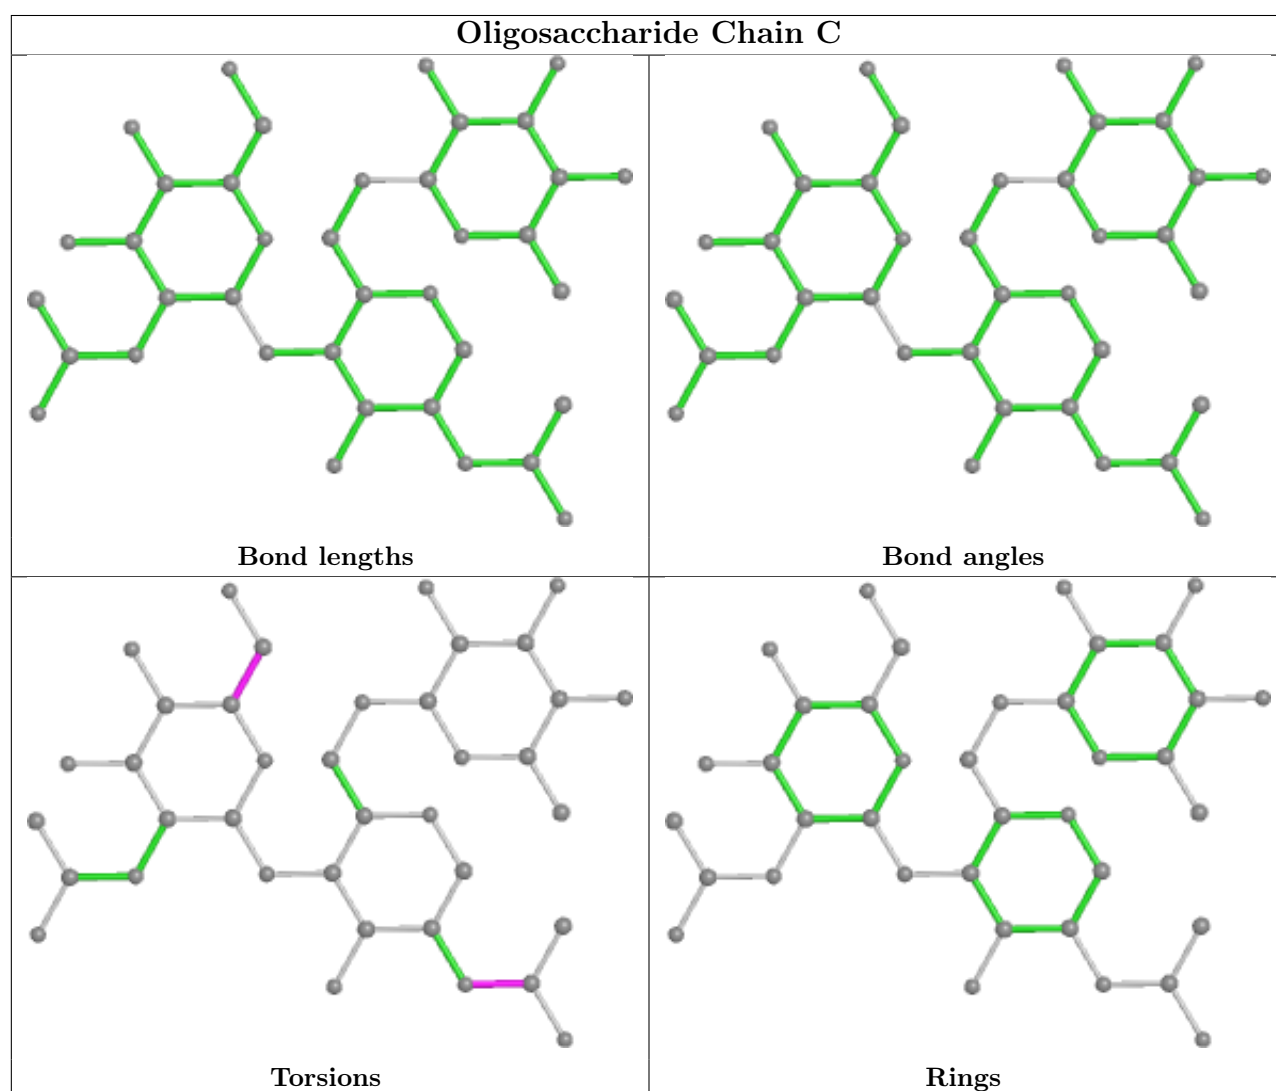 Oligosaccharide Chain C
Bond lengths
Bond angles
Torsions
Rings